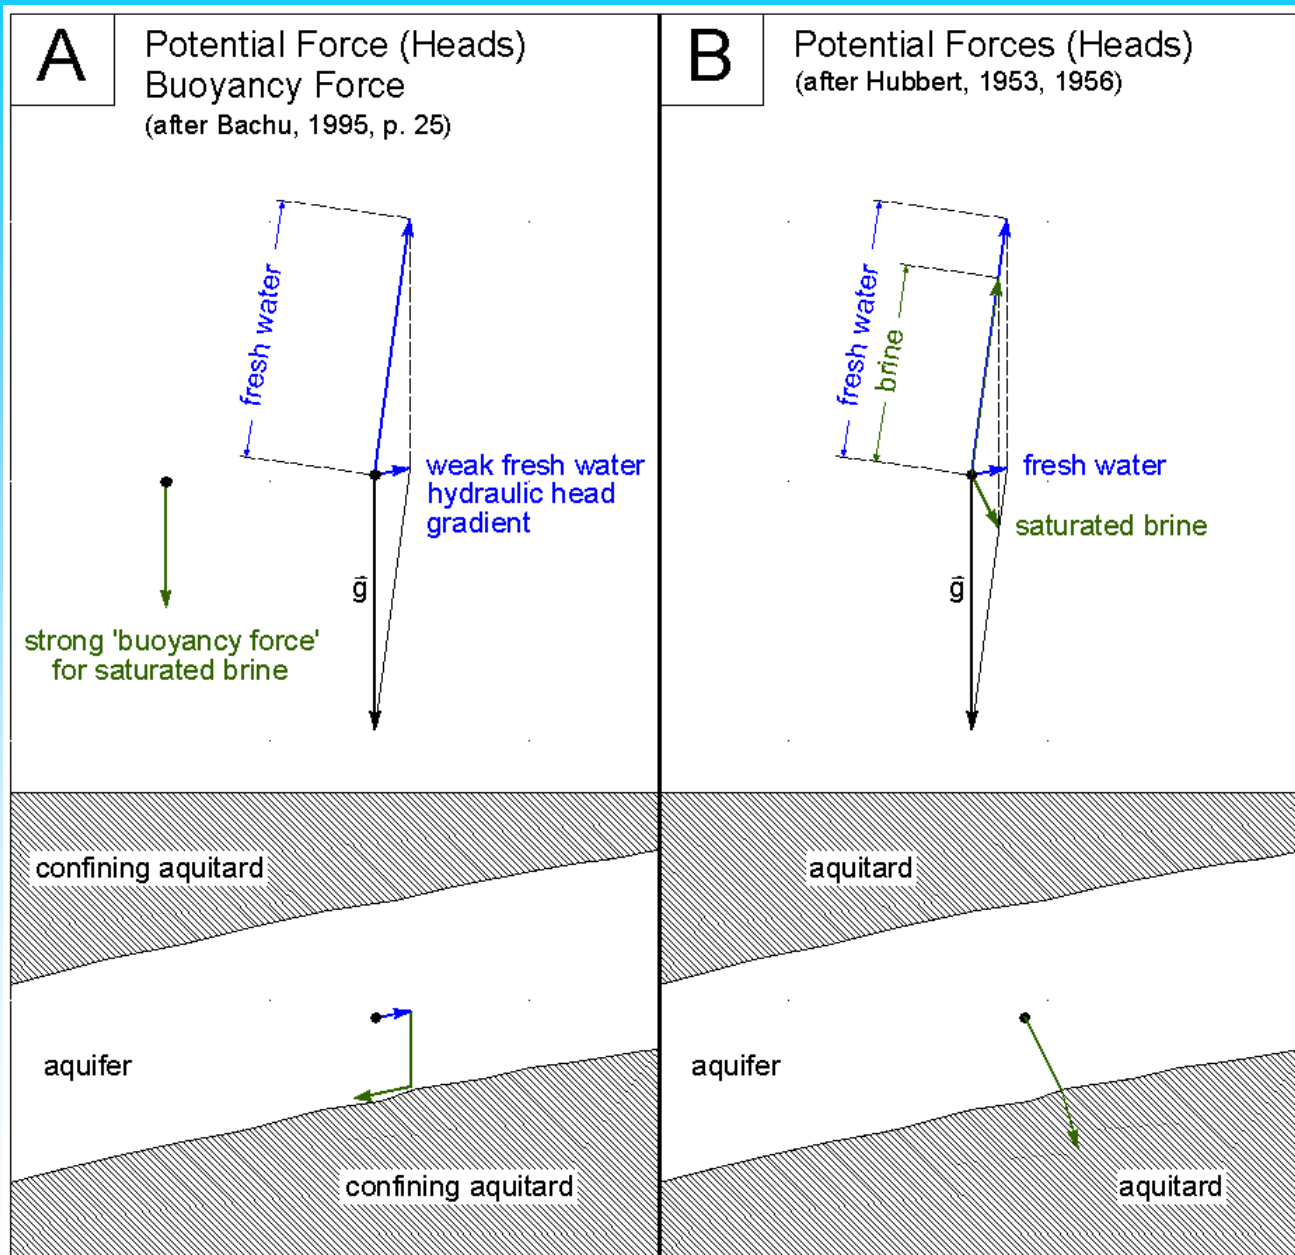 A
Potential Force (Heads)
Buoyancy Force
(after Bachu, 1995, p. 25)
fresh water
weak fresh water
hydraulic head
gradient
g⃗
strong 'buoyancy force'
for saturated brine
confining aquitard
aquifer
confining aquitard
B
Potential Forces (Heads)
(after Hubbert, 1953, 1956)
fresh water
brine
fresh water
saturated brine
g⃗
aquitard
aquifer
aquitard